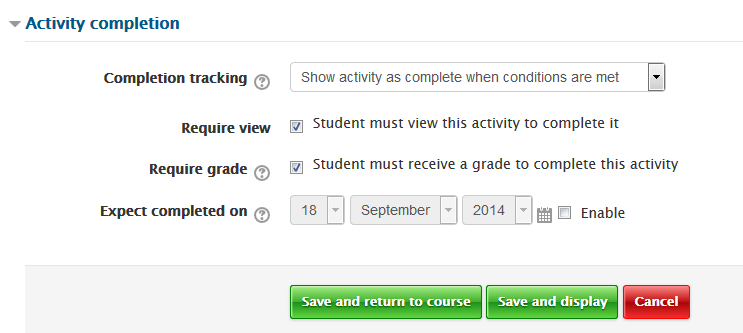 Activity completion
Completion tracking Show activity as complete when conditions are met
Require view Student must view this activity to complete it
Require grade Student must receive a grade to complete this activity
Expect completed on 18 September 2014 Enable
Save and return to course Save and display Cancel